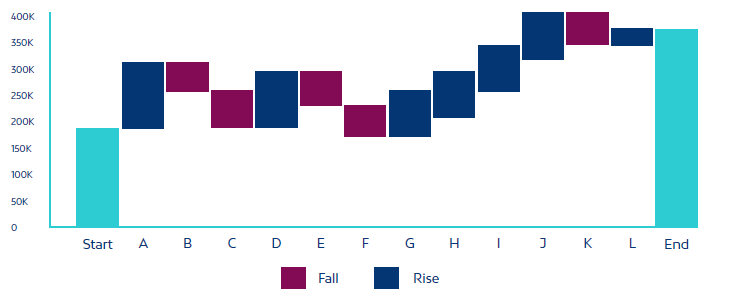 400K
350K
300K
250K
200K
150K
100K
50K
0
Start A B C D E F G H I J K L End
Fall Rise